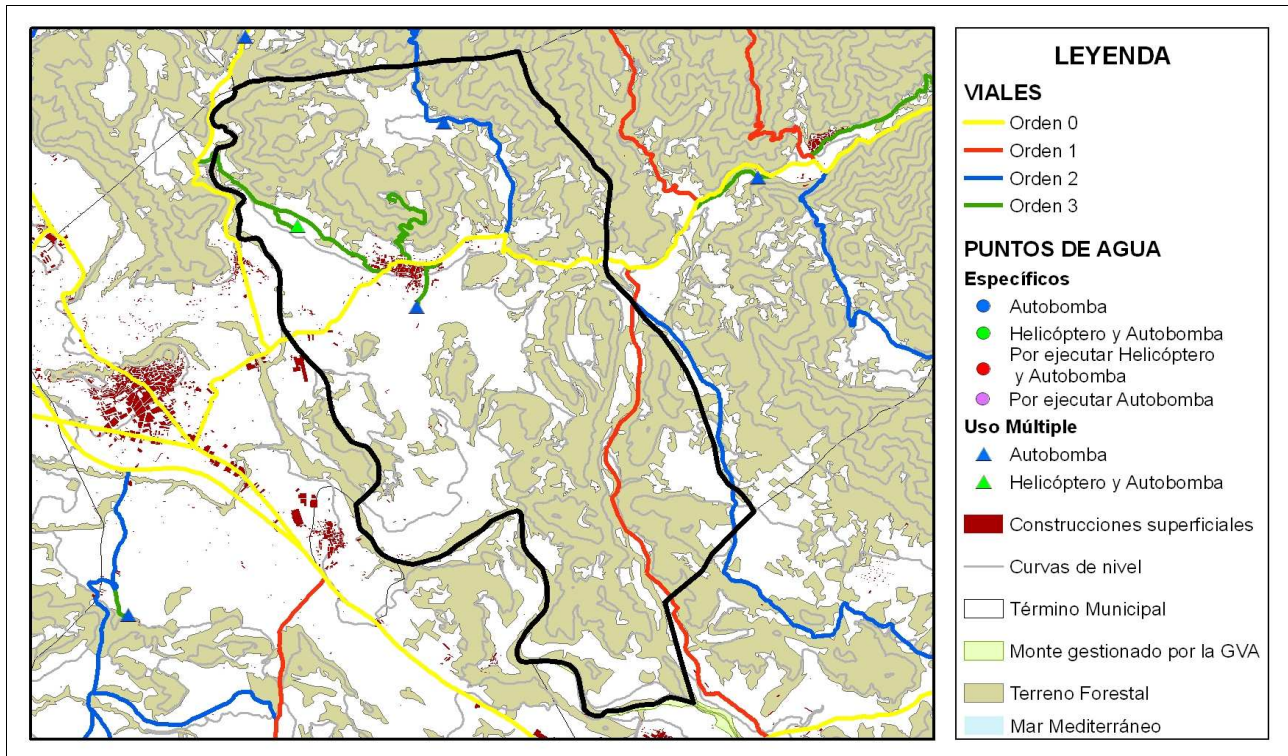 LEYENDA
VIALES
Orden 0
Orden 1
Orden 2
Orden 3
PUNTOS DE AGUA
Específicos
Autobomba
Helicóptero y Autobomba
Por ejecutar Helicóptero
y Autobomba
Por ejecutar Autobomba
Uso Múltiple
Autobomba
Helicóptero y Autobomba
Construcciones superficiales
Curvas de nivel
Término Municipal
Monte gestionado por la GVA
Terreno Forestal
Mar Mediterráneo